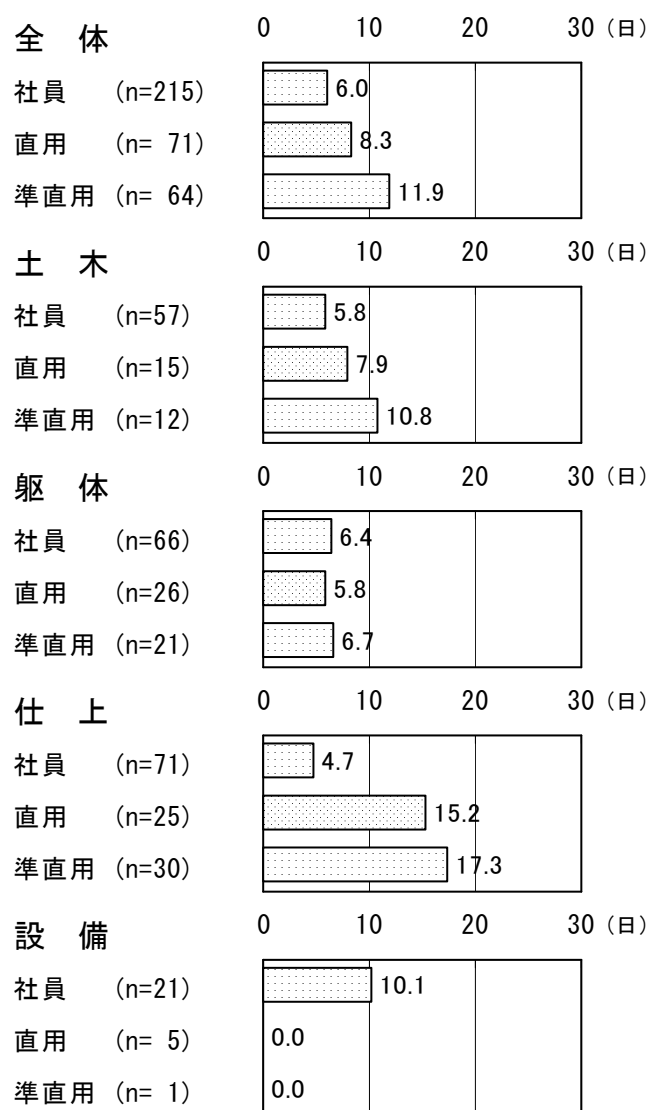 全 体 0 10 20 30（日）
社員 （n=215） 6.0
直用 （n= 71） 8.3
準直用（n= 64） 11.9
土 木 0 10 20 30（日）
社員 （n=57） 5.8
直用 （n=15） 7.9
準直用（n=12） 10.8
躯 体 0 10 20 30（日）
社員 （n=66） 6.4
直用 （n=26） 5.8
準直用（n=21） 6.7
仕 上 0 10 20 30（日）
社員 （n=71） 4.7
直用 （n=25） 15.2
準直用（n=30） 17.3
設 備 0 10 20 30（日）
社員 （n=21） 10.1
直用 （n= 5） 0.0
準直用（n= 1） 0.0